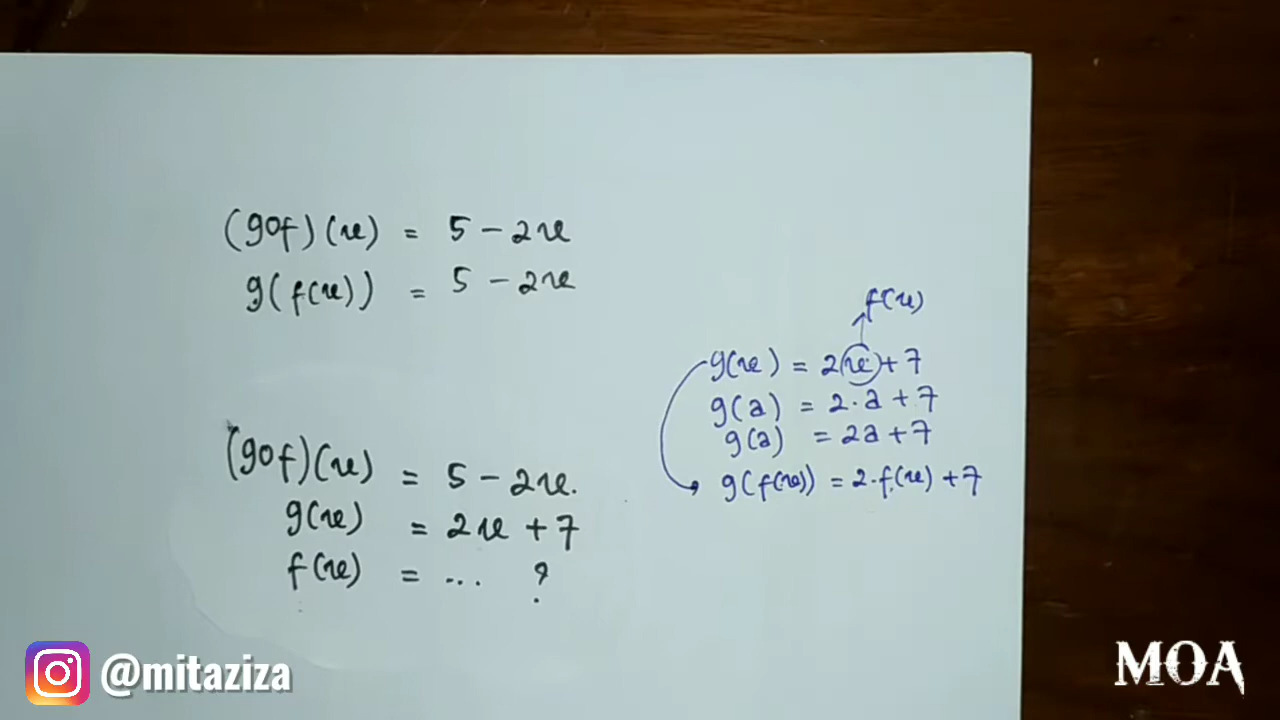 (gof)(x) = 5 - 2x
g(f(x)) = 5 - 2x
(gof)(x) = 5 - 2x.
g(x) = 2x + 7
f(x) = ... ?
f(x)
g(x) = 2x + 7
g(a) = 2.a + 7
g(a) = 2a + 7
g(f(x)) = 2.f(x) + 7
@mitaziza
MOA